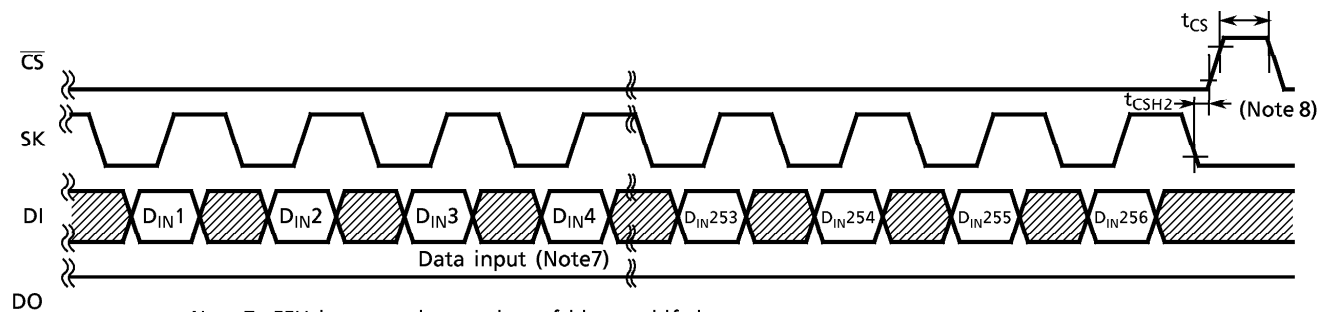 tCS
CS
tCSH2
(Note 8)
SK
DI
DIN1
DIN2
DIN3
DIN4
DIN253
DIN254
DIN255
DIN256
Data input (Note7)
DO